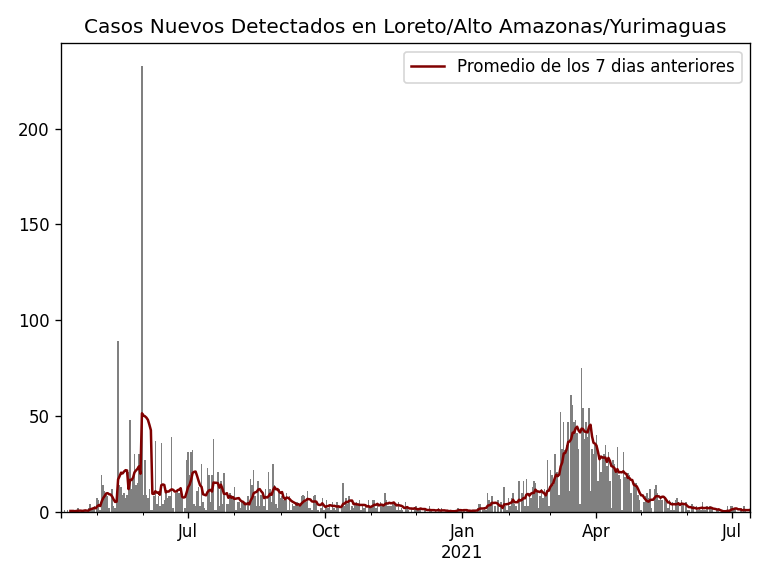 Casos Nuevos Detectados en Loreto/Alto Amazonas/Yurimaguas
Promedio de los 7 dias anteriores
200
150
100
50
0
Jul
Oct
Jan
2021
Apr
Jul